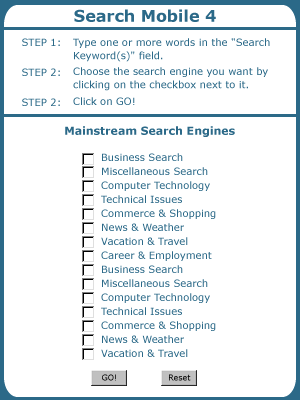 Search Mobile 4
STEP 1: Type one or more words in the "Search
Keyword(s)" field.
STEP 2: Choose the search engine you want by
clicking on the checkbox next to it.
STEP 2: Click on GO!
Mainstream Search Engines
Business Search
Miscellaneous Search
Computer Technology
Technical Issues
Commerce & Shopping
News & Weather
Vacation & Travel
Career & Employment
Business Search
Miscellaneous Search
Computer Technology
Technical Issues
Commerce & Shopping
News & Weather
Vacation & Travel
GO! Reset